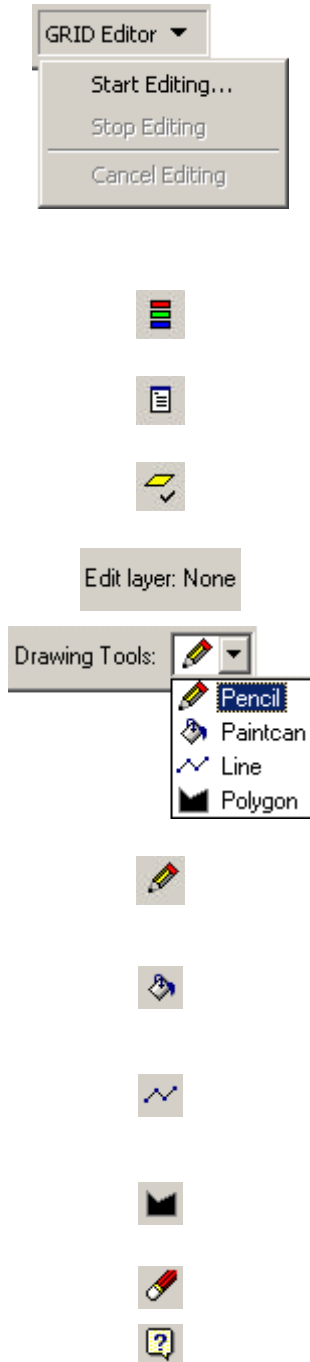 GRID Editor
Start Editing...
Stop Editing
Cancel Editing
Edit layer: None
Drawing Tools:
Pencil
Paintcan
Line
Polygon
?